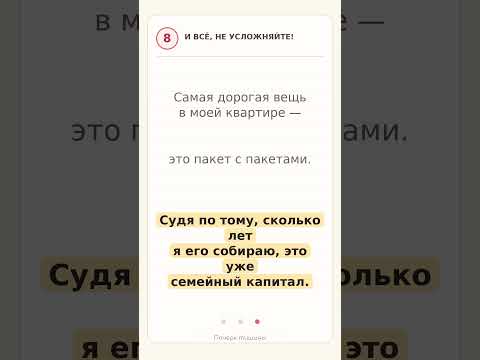 8
И ВСЁ, НЕ УСЛОЖНЯЙТЕ!
Самая дорогая вещь
в моей квартире —
это пакет с пакетами.
Судя по тому, сколько
лет
я его собираю, это
уже
семейный капитал.